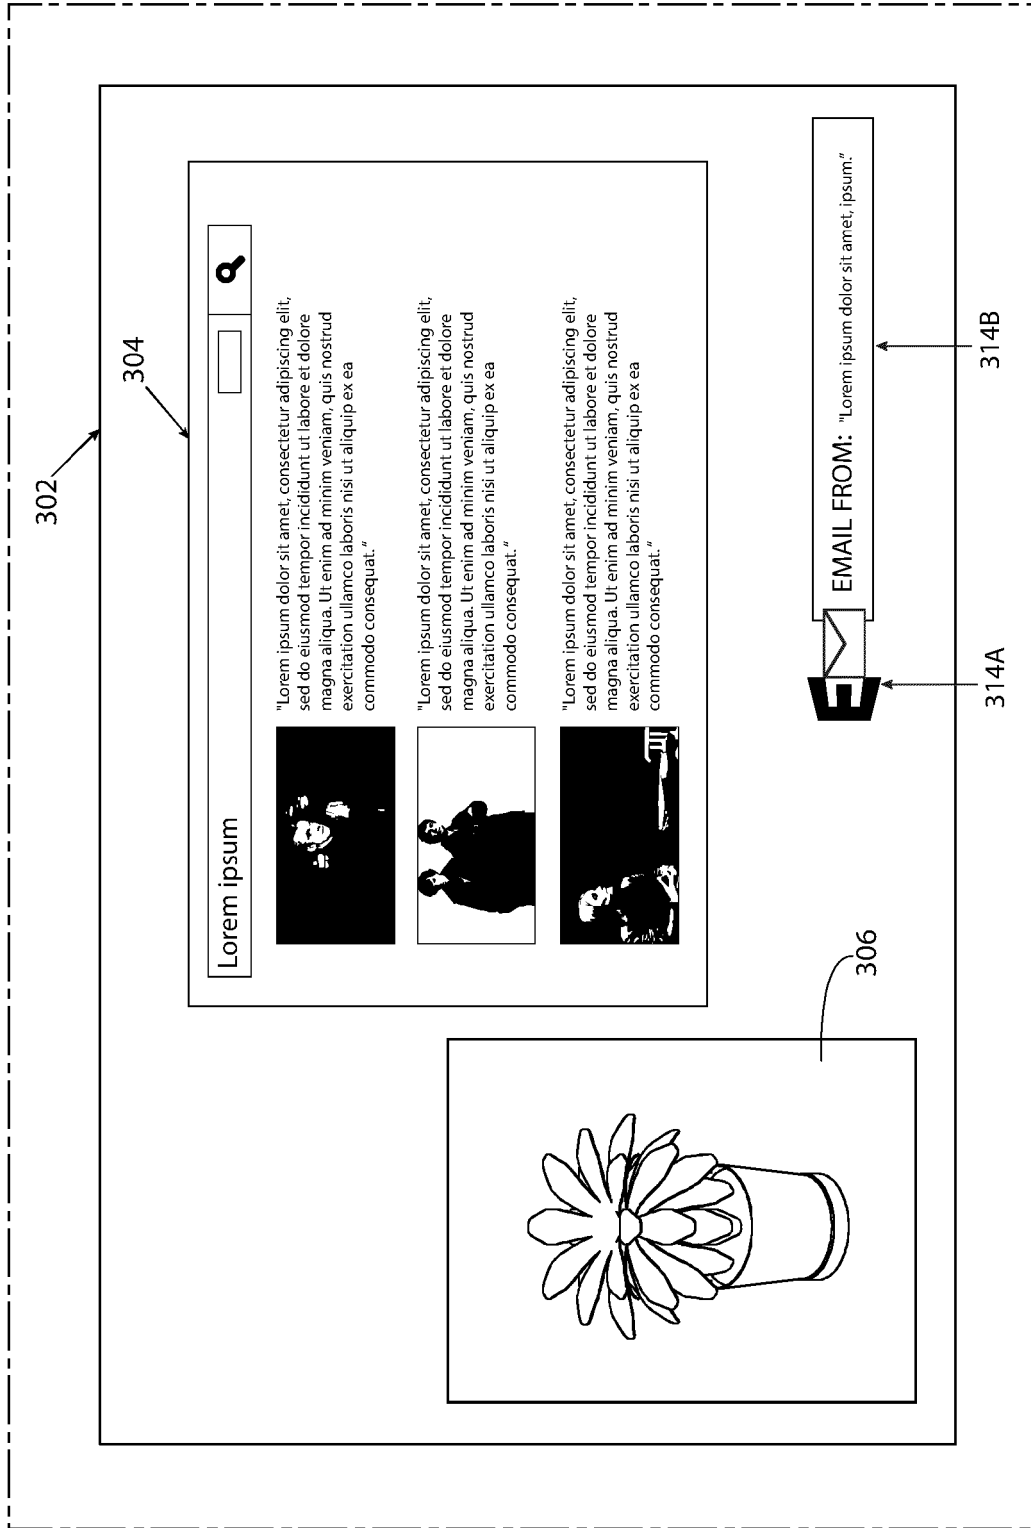 302
304
Lorem ipsum
"Lorem ipsum dolor sit amet, consectetur adipiscing elit,
sed do eiusmod tempor incididunt ut labore et dolore
magna aliqua. Ut enim ad minim veniam, quis nostrud
exercitation ullamco laboris nisi ut aliquip ex ea
commodo consequat."
"Lorem ipsum dolor sit amet, consectetur adipiscing elit,
sed do eiusmod tempor incididunt ut labore et dolore
magna aliqua. Ut enim ad minim veniam, quis nostrud
exercitation ullamco laboris nisi ut aliquip ex ea
commodo consequat."
"Lorem ipsum dolor sit amet, consectetur adipiscing elit,
sed do eiusmod tempor incididunt ut labore et dolore
magna aliqua. Ut enim ad minim veniam, quis nostrud
exercitation ullamco laboris nisi ut aliquip ex ea
commodo consequat."
306
EMAIL FROM: "Lorem ipsum dolor sit amet, ipsum."
314A
314B